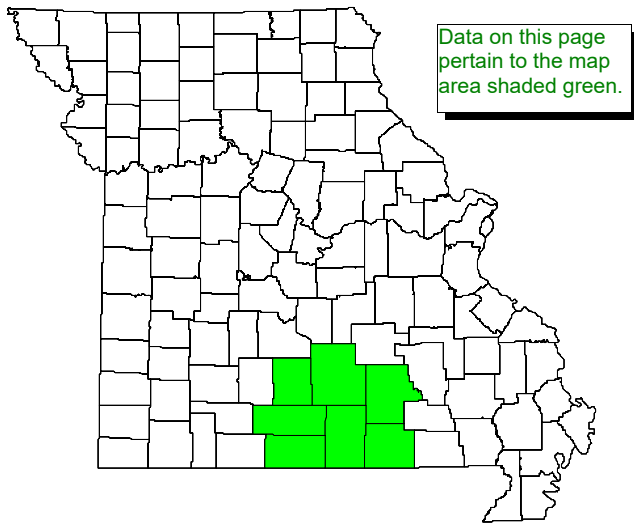 Data on this page
pertain to the map
area shaded green.